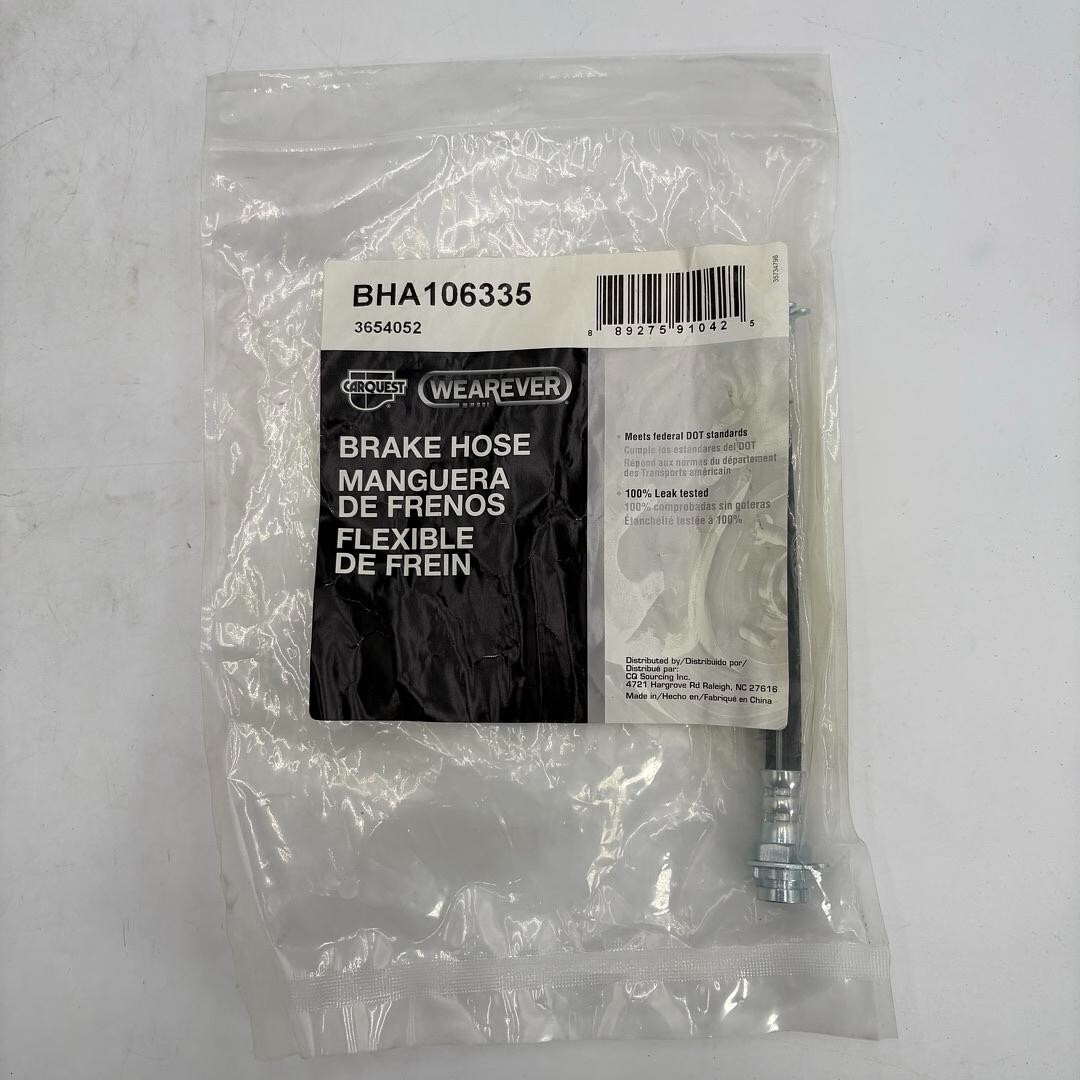 BHA106335
3654052
8 89275 91042 5
35734796
CARQUEST WEAREVER
BRAKE HOSE
MANGUERA
DE FRENOS
FLEXIBLE
DE FREIN
• Meets federal DOT standards
Cumple los estándares del DOT
Répond aux normes du département
des Transports américain
• 100% Leak tested
100% comprobadas sin goteras
Élanchéité testée à 100%
Distributed by/Distribuido por/
Distribué par:
CQ Sourcing Inc.
4721 Hargrove Rd Raleigh, NC 27616
Made in/Hecho en/Fabriqué en China